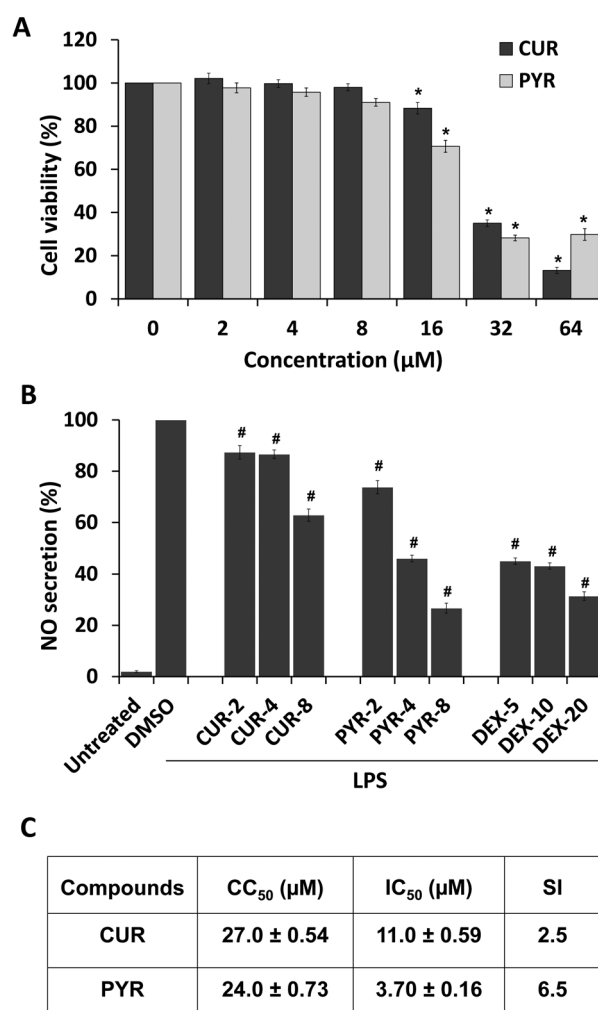 A
120
100
80
60
40
20
0
Cell viability (%)
CUR
PYR
* * * * * *
0 2 4 8 16 32 64
Concentration (µM)
B
100
80
60
40
20
0
NO secretion (%)
# # # # # # # # #
Untreated DMSO CUR-2 CUR-4 CUR-8 PYR-2 PYR-4 PYR-8 DEX-5 DEX-10 DEX-20
LPS
C
Compounds CC50 (µM) IC50 (µM) SI
CUR 27.0 ± 0.54 11.0 ± 0.59 2.5
PYR 24.0 ± 0.73 3.70 ± 0.16 6.5